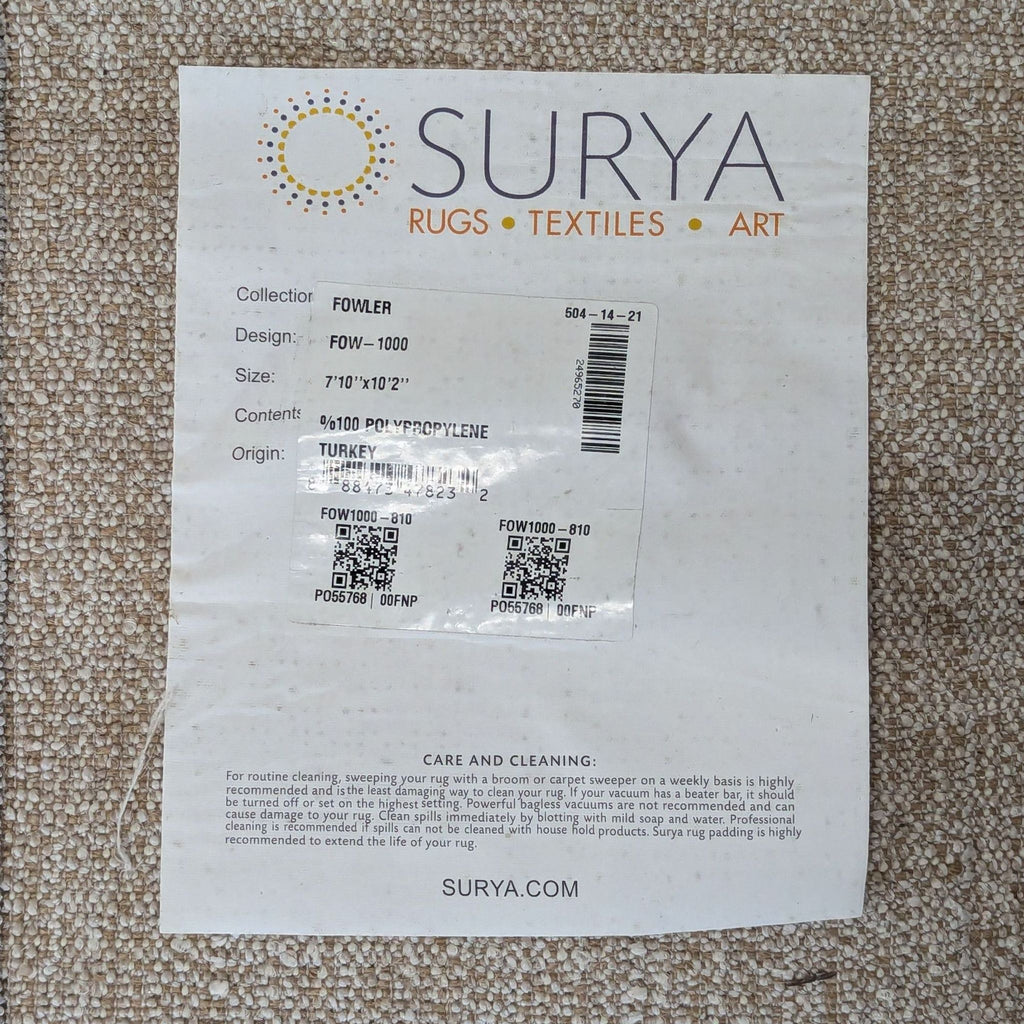 SURYA
RUGS • TEXTILES • ART
Collection FOWLER 504-14-21
Design: FOW-1000
24965270
Size: 7'10''x10'2''
Contents %100 POLYPROPYLENE
Origin: TURKEY
88473 47823 2
FOW1000-810 FOW1000-810
PO55768 | 00FNP PO55768 | 00FNP
CARE AND CLEANING:
For routine cleaning, sweeping your rug with a broom or carpet sweeper on a weekly basis is highly
recommended and is the least damaging way to clean your rug. If your vacuum has a beater bar, it should
be turned off or set on the highest setting. Powerful bagless vacuums are not recommended and can
cause damage to your rug. Clean spills immediately by blotting with mild soap and water. Professional
cleaning is recommended if spills can not be cleaned with house hold products. Surya rug padding is highly
recommended to extend the life of your rug.
SURYA.COM